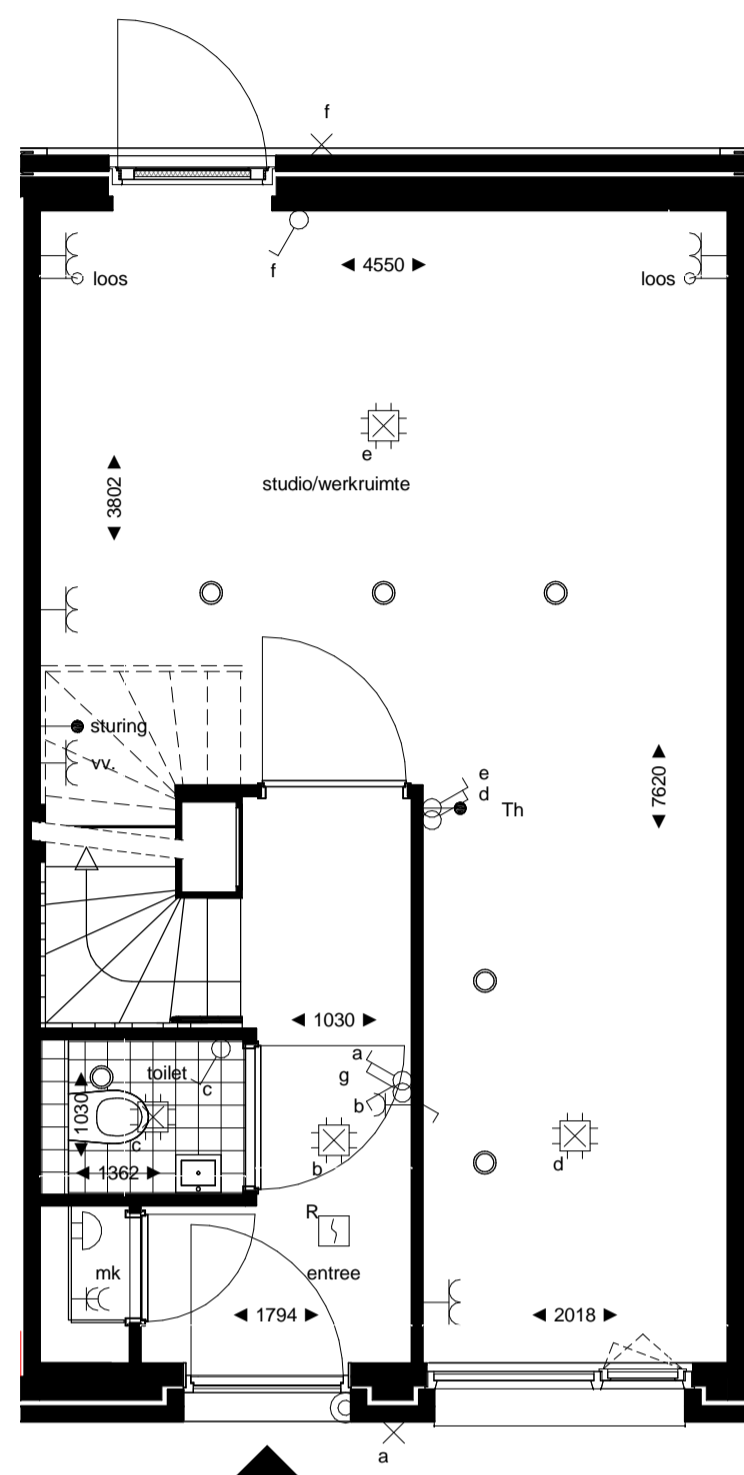 f
f
4550
loos
loos
e
3802
studio/werkruimte
sturing
vv.
e
d
Th
7620
1030
toilet
a
g
c
b
1030
c
b
d
1362
R
mk
entree
1794
2018
a